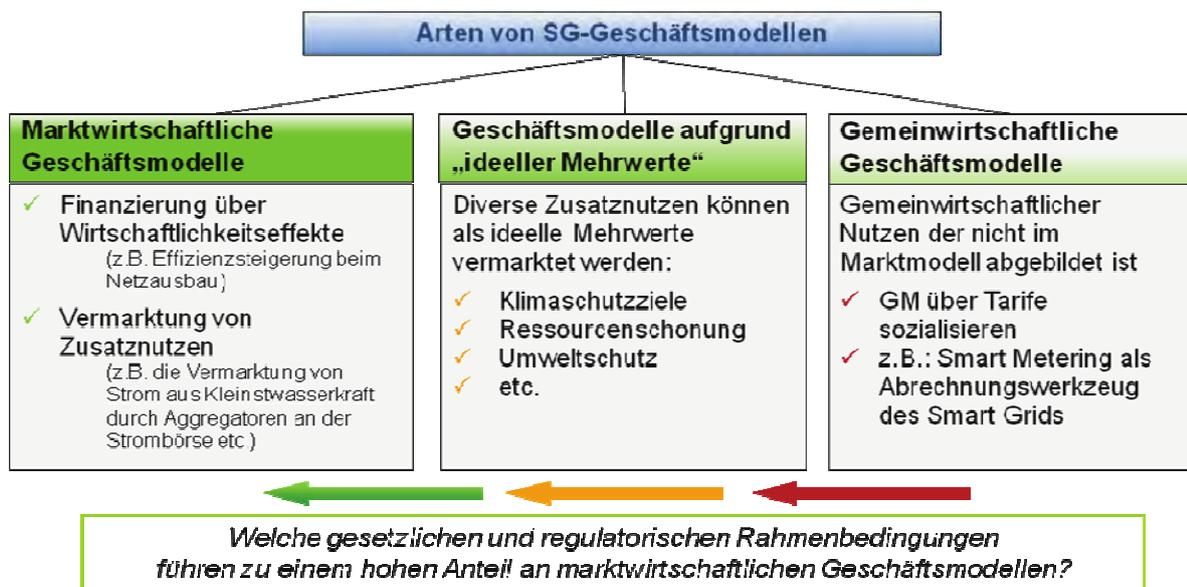 Arten von SG-Geschäftsmodellen
Marktwirtschaftliche
Geschäftsmodelle
✓ Finanzierung über
Wirtschaftlichkeitseffekte
(z.B. Effizienzsteigerung beim
Netzausbau)
✓ Vermarktung von
Zusatznutzen
(z.B. die Vermarktung von
Strom aus Kleinstwasserkraft
durch Aggregatoren an der
Strombörse etc.)
Geschäftsmodelle aufgrund
„ideeller Mehrwerte“
Diverse Zusatznutzen können
als ideelle Mehrwerte
vermarktet werden:
✓ Klimaschutzziele
✓ Ressourcenschonung
✓ Umweltschutz
✓ etc.
Gemeinwirtschaftliche
Geschäftsmodelle
Gemeinwirtschaftlicher
Nutzen der nicht im
Marktmodell abgebildet ist
✓ GM über Tarife
sozialisieren
✓ z.B.: Smart Metering als
Abrechnungswerkzeug
des Smart Grids
Welche gesetzlichen und regulatorischen Rahmenbedingungen
führen zu einem hohen Anteil an marktwirtschaftlichen Geschäftsmodellen?